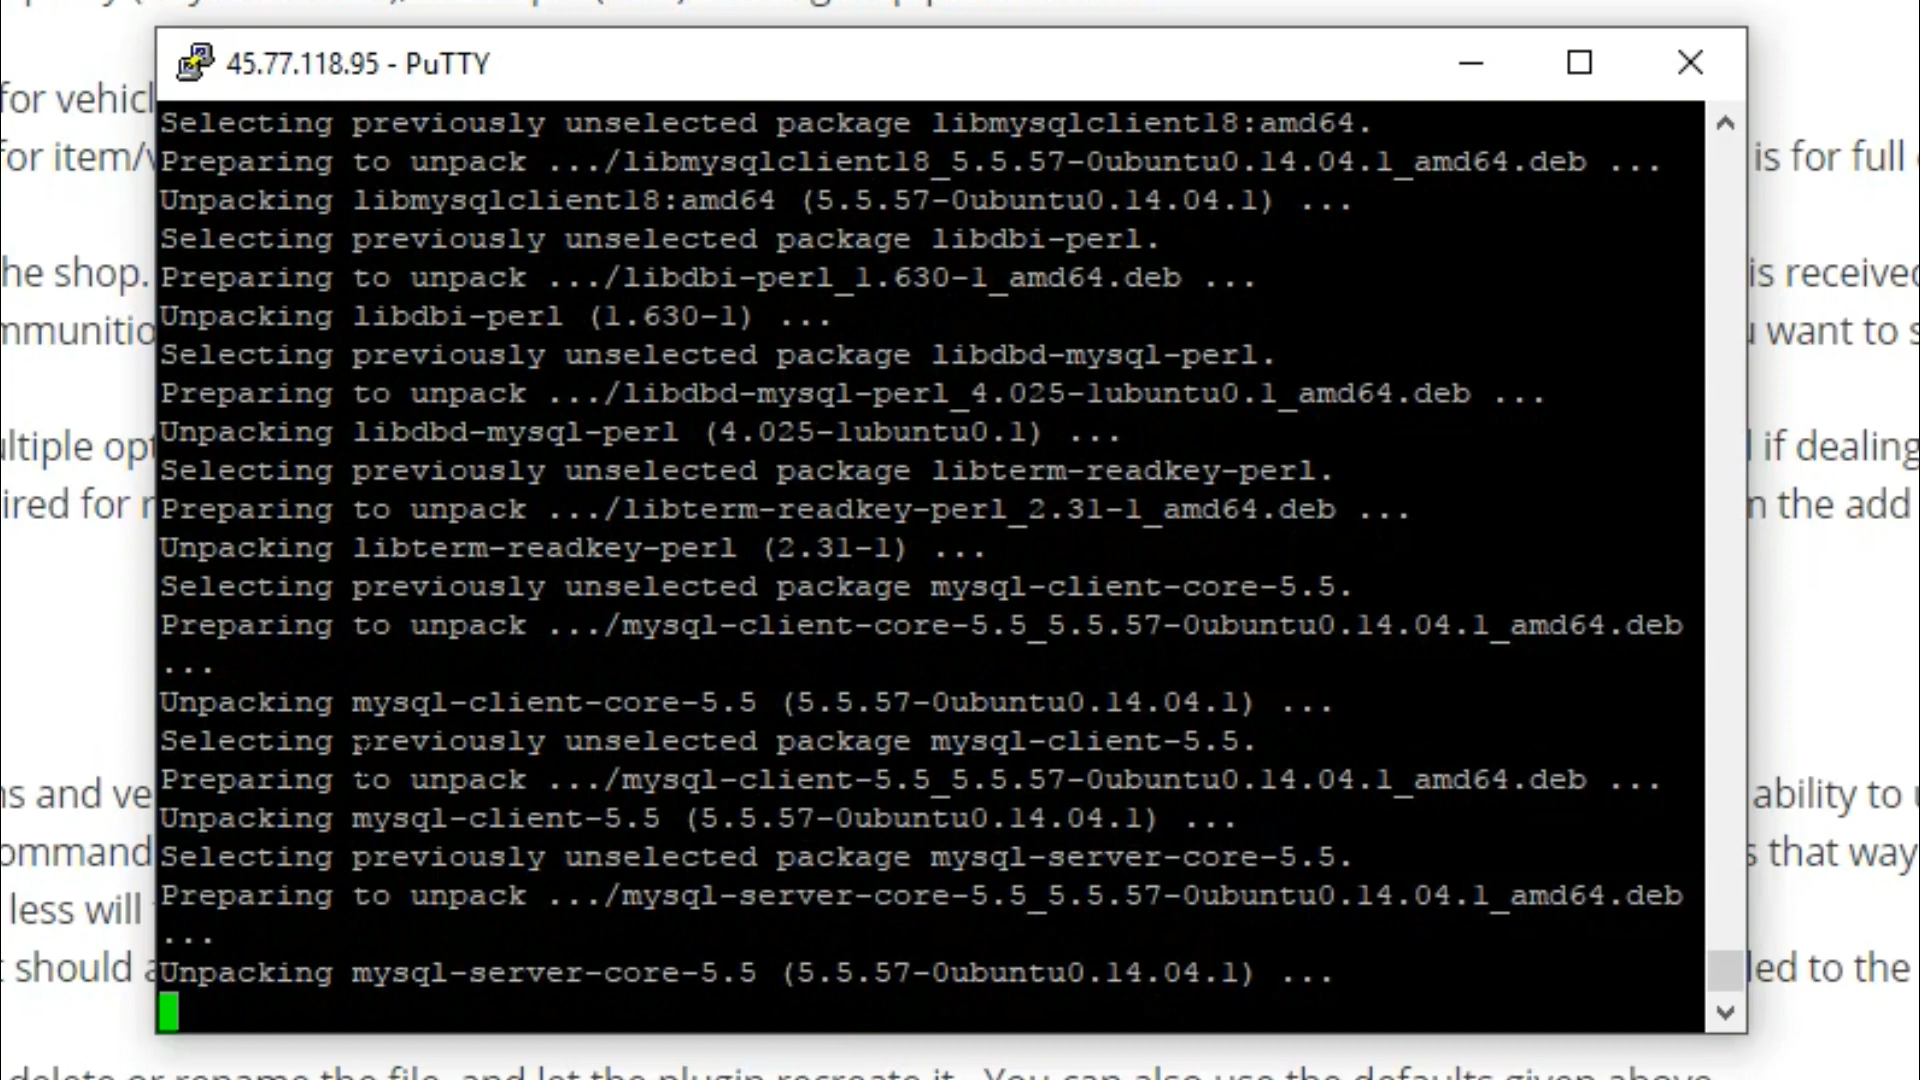 45.77.118.95 - PuTTY
for vehicl
for item/v
is for full
he shop.
is received
mmunitio
want to s
ltiple opt
if dealing
ired for r
n the add
ns and ve
ability to u
ommand
s that way
less will
should a
led to the
Selecting previously unselected package libmysqlclient18:amd64.
Preparing to unpack .../libmysqlclient18_5.5.57-0ubuntu0.14.04.1_amd64.deb ...
Unpacking libmysqlclient18:amd64 (5.5.57-0ubuntu0.14.04.1) ...
Selecting previously unselected package libdbi-perl.
Preparing to unpack .../libdbi-perl_1.630-1_amd64.deb ...
Unpacking libdbi-perl (1.630-1) ...
Selecting previously unselected package libdbd-mysql-perl.
Preparing to unpack .../libdbd-mysql-perl_4.025-1ubuntu0.1_amd64.deb ...
Unpacking libdbd-mysql-perl (4.025-1ubuntu0.1) ...
Selecting previously unselected package libterm-readkey-perl.
Preparing to unpack .../libterm-readkey-perl_2.31-1_amd64.deb ...
Unpacking libterm-readkey-perl (2.31-1) ...
Selecting previously unselected package mysql-client-core-5.5.
Preparing to unpack .../mysql-client-core-5.5_5.5.57-0ubuntu0.14.04.1_amd64.deb
...
Unpacking mysql-client-core-5.5 (5.5.57-0ubuntu0.14.04.1) ...
Selecting previously unselected package mysql-client-5.5.
Preparing to unpack .../mysql-client-5.5_5.5.57-0ubuntu0.14.04.1_amd64.deb ...
Unpacking mysql-client-5.5 (5.5.57-0ubuntu0.14.04.1) ...
Selecting previously unselected package mysql-server-core-5.5.
Preparing to unpack .../mysql-server-core-5.5_5.5.57-0ubuntu0.14.04.1_amd64.deb
...
Unpacking mysql-server-core-5.5 (5.5.57-0ubuntu0.14.04.1) ...
delete or rename the file, and let the plugin recreate it. You can also use the defaults given above